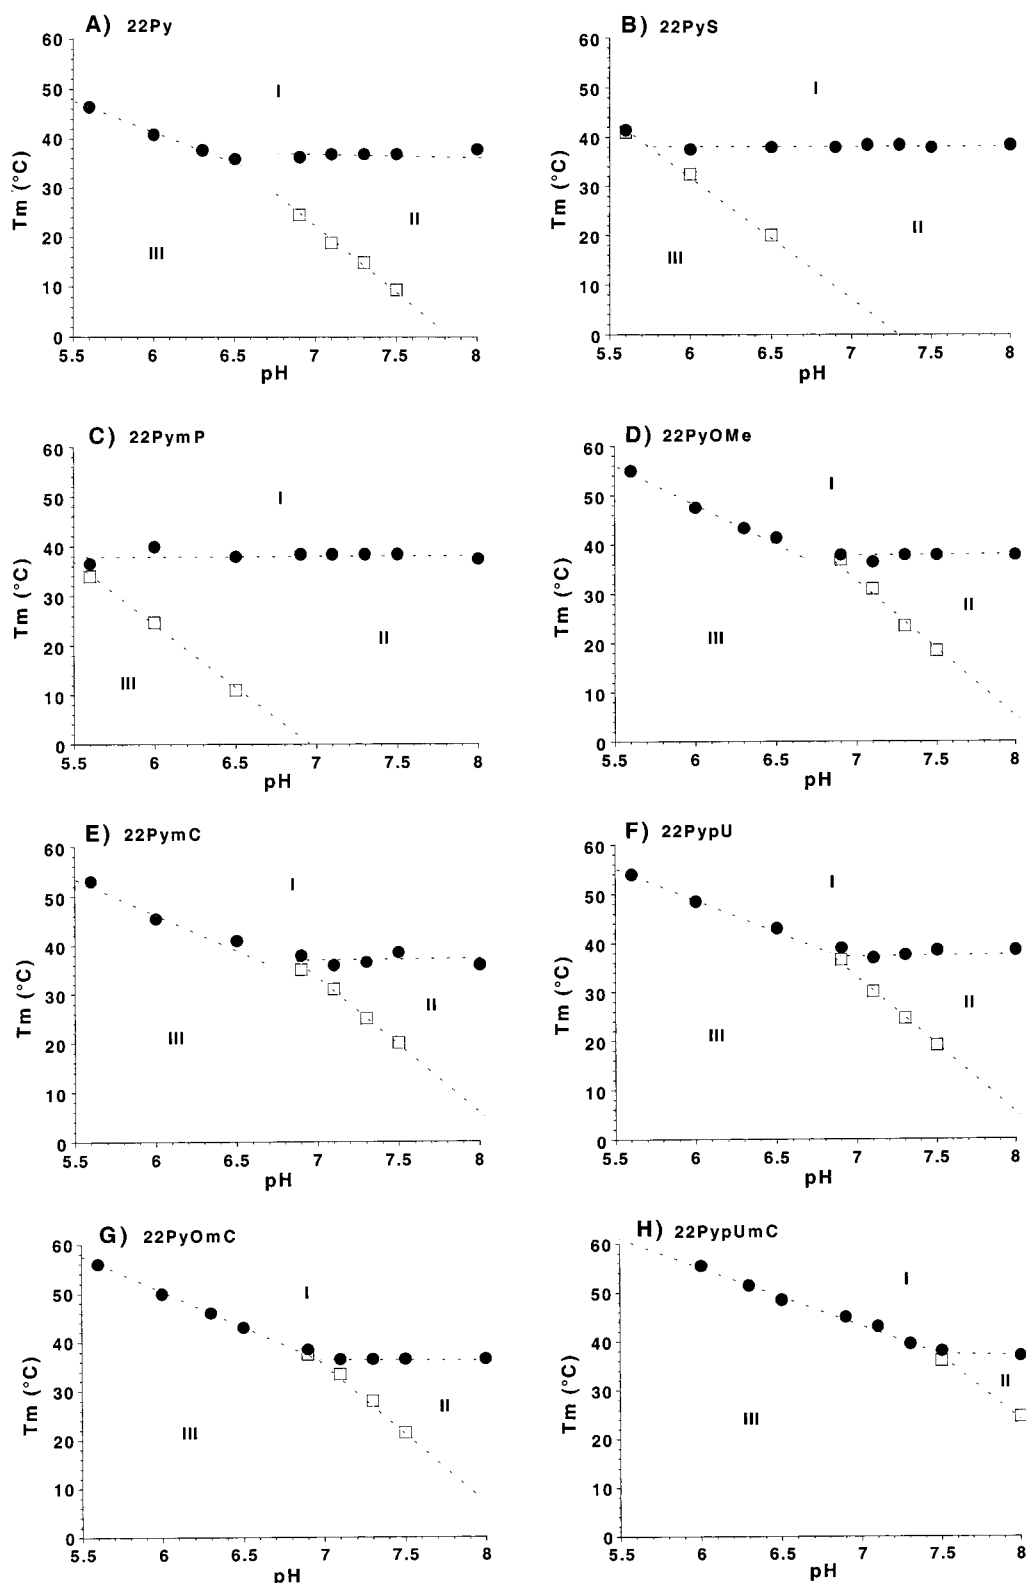 A) 22Py
60
50
40
30
20
10
0
Tm (°C)
I
II
III
5.5 6 6.5 7 7.5 8
pH
B) 22PyS
60
50
40
30
20
10
0
Tm (°C)
I
II
III
5.5 6 6.5 7 7.5 8
pH
C) 22PymP
60
50
40
30
20
10
0
Tm (°C)
I
II
III
5.5 6 6.5 7 7.5 8
pH
D) 22PyOMe
60
50
40
30
20
10
0
Tm (°C)
I
II
III
5.5 6 6.5 7 7.5 8
pH
E) 22PymC
60
50
40
30
20
10
0
Tm (°C)
I
II
III
5.5 6 6.5 7 7.5 8
pH
F) 22PypU
60
50
40
30
20
10
0
Tm (°C)
I
II
III
5.5 6 6.5 7 7.5 8
pH
G) 22PyOmC
60
50
40
30
20
10
0
Tm (°C)
I
II
III
5.5 6 6.5 7 7.5 8
pH
H) 22PypUmC
60
50
40
30
20
10
0
Tm (°C)
I
II
III
5.5 6 6.5 7 7.5 8
pH